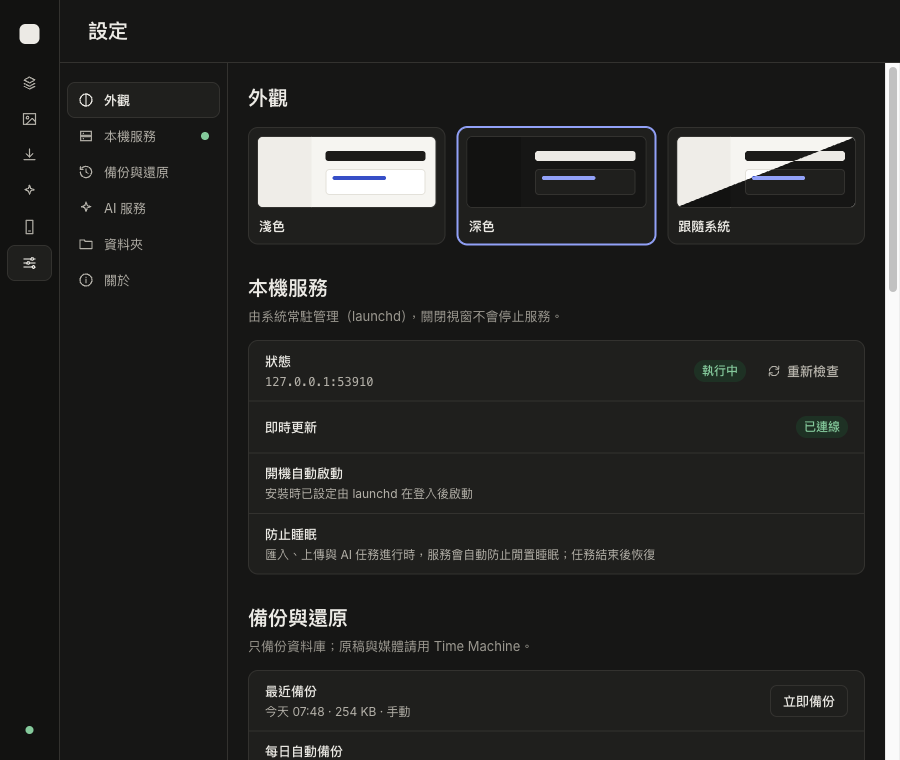 設定
外觀
本機服務
備份與還原
AI 服務
資料夾
關於
外觀
淺色
深色
跟隨系統
本機服務
由系統常駐管理（launchd），關閉視窗不會停止服務。
狀態
127.0.0.1:53910
執行中
重新檢查
即時更新
已連線
開機自動啟動
安裝時已設定由 launchd 在登入後啟動
防止睡眠
匯入、上傳與 AI 任務進行時，服務會自動防止閒置睡眠；任務結束後恢復
備份與還原
只備份資料庫；原稿與媒體請用 Time Machine。
最近備份
今天 07:48 · 254 KB · 手動
立即備份
每日自動備份